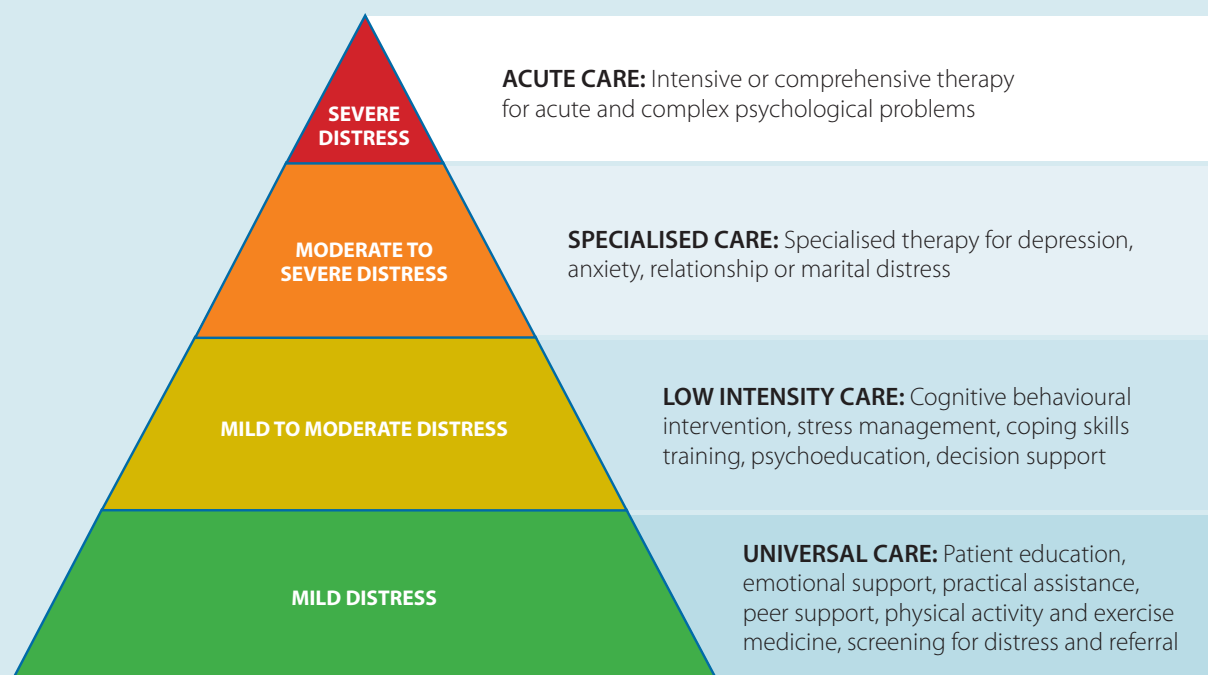 SEVERE
DISTRESS
ACUTE CARE: Intensive or comprehensive therapy
for acute and complex psychological problems
MODERATE TO
SEVERE DISTRESS
SPECIALISED CARE: Specialised therapy for depression,
anxiety, relationship or marital distress
MILD TO MODERATE DISTRESS
LOW INTENSITY CARE: Cognitive behavioural
intervention, stress management, coping skills
training, psychoeducation, decision support
MILD DISTRESS
UNIVERSAL CARE: Patient education,
emotional support, practical assistance,
peer support, physical activity and exercise
medicine, screening for distress and referral